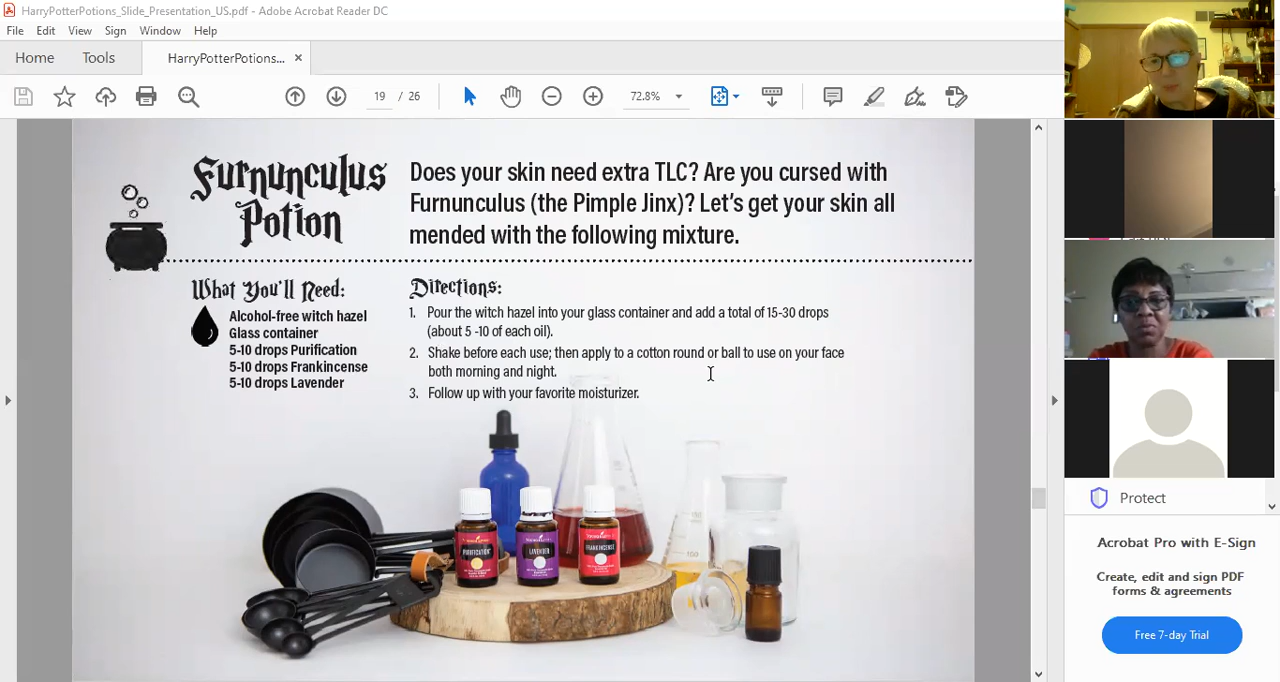 HarryPotterPotions_Slide_Presentation_US.pdf - Adobe Acrobat Reader DC
File Edit View Sign Window Help
Home Tools HarryPotterPotions... ×
19 / 26 72.8%
Furnunculus
Potion
Does your skin need extra TLC? Are you cursed with
Furnunculus (the Pimple Jinx)? Let's get your skin all
mended with the following mixture.
What You'll Need:
Alcohol-free witch hazel
Glass container
5-10 drops Purification
5-10 drops Frankincense
5-10 drops Lavender
Directions:
1. Pour the witch hazel into your glass container and add a total of 15-30 drops
(about 5 -10 of each oil).
2. Shake before each use; then apply to a cotton round or ball to use on your face
both morning and night.
3. Follow up with your favorite moisturizer.
PURIFICATION
LAVENDER
FRANKINCENSE
100
Protect
Acrobat Pro with E-Sign
Create, edit and sign PDF
forms & agreements
Free 7-day Trial